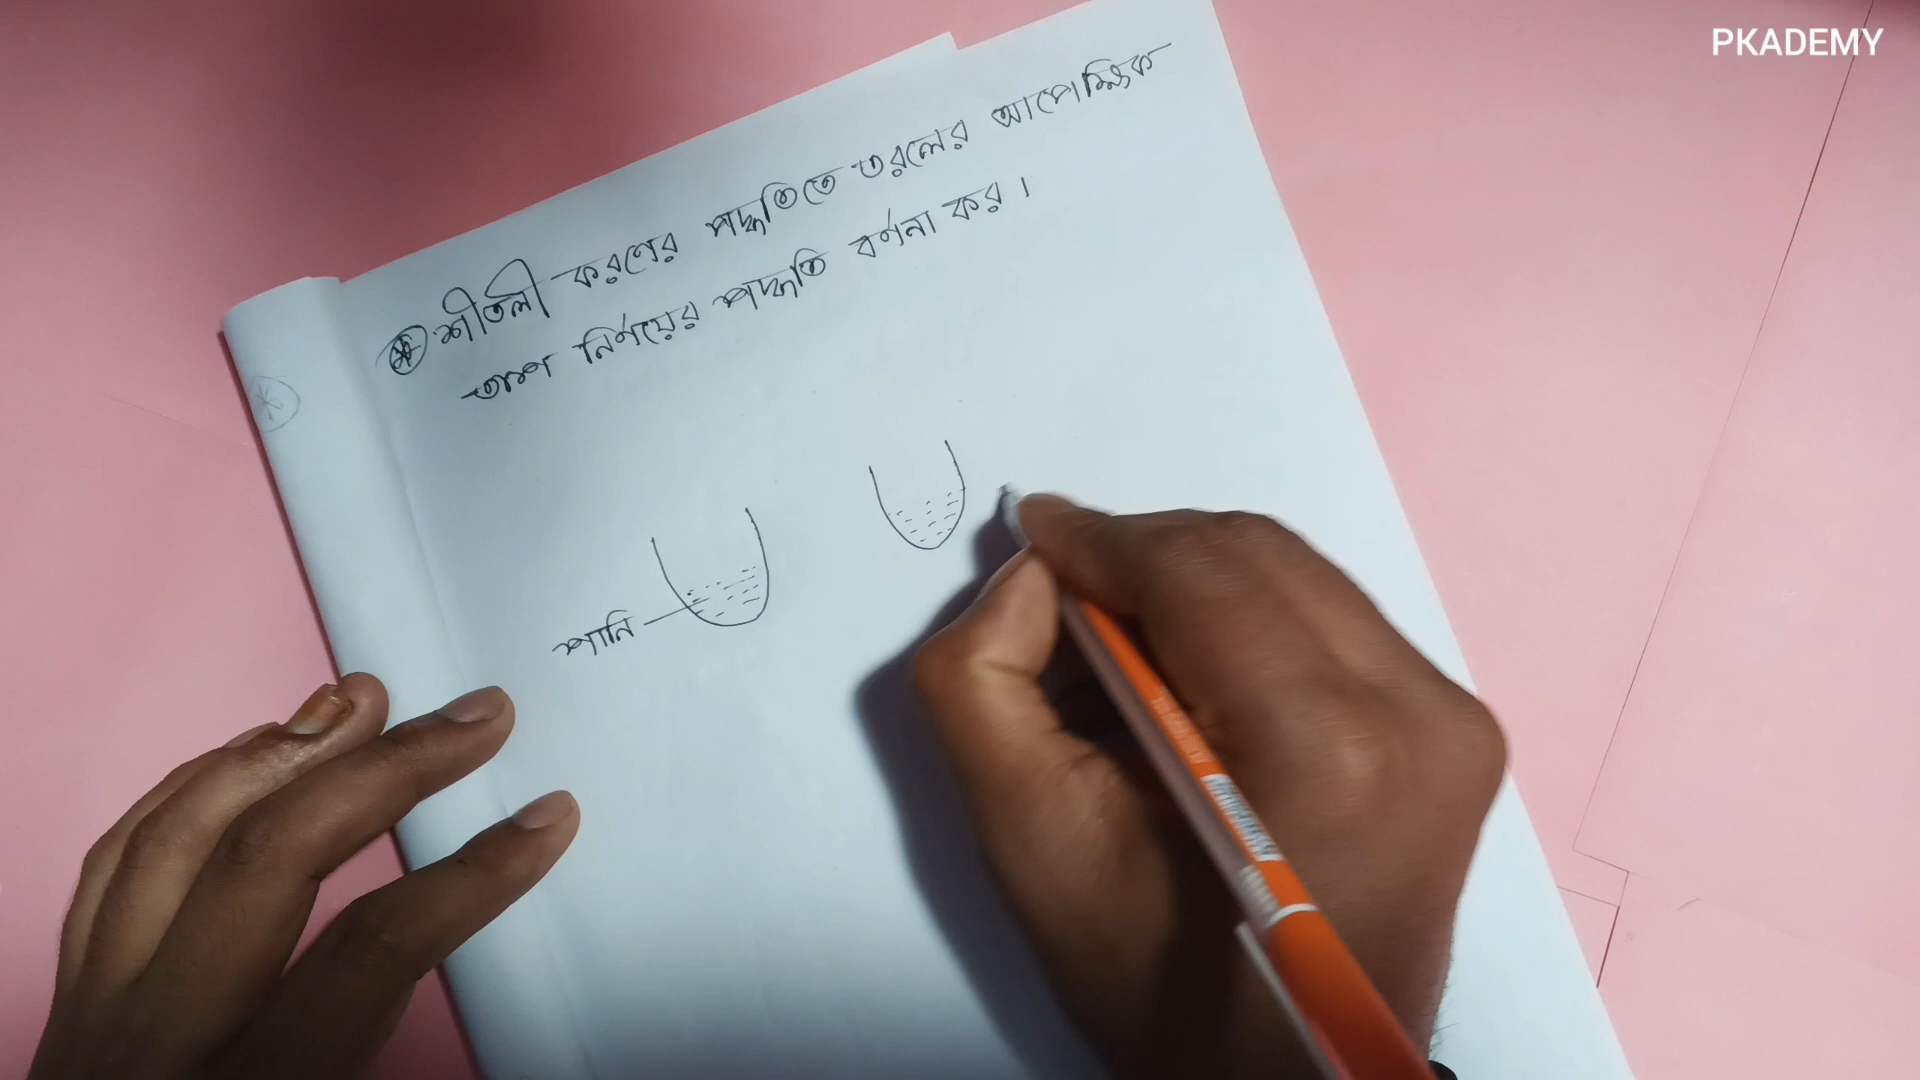 PKADEMY
শীতলী করণের পদ্ধতিতে তরলের আপেক্ষিক
তাপ নির্ণয়ের পদ্ধতি বর্ণনা কর।
পানি